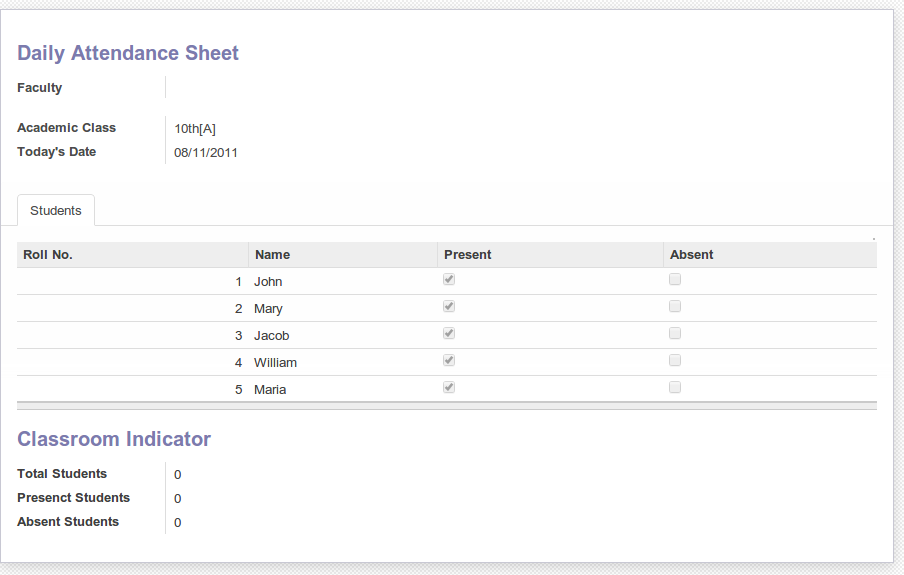 Daily Attendance Sheet
Faculty
Academic Class 10th[A]
Today's Date 08/11/2011
Students
Roll No. Name Present Absent
1 John
2 Mary
3 Jacob
4 William
5 Maria
Classroom Indicator
Total Students 0
Presenct Students 0
Absent Students 0